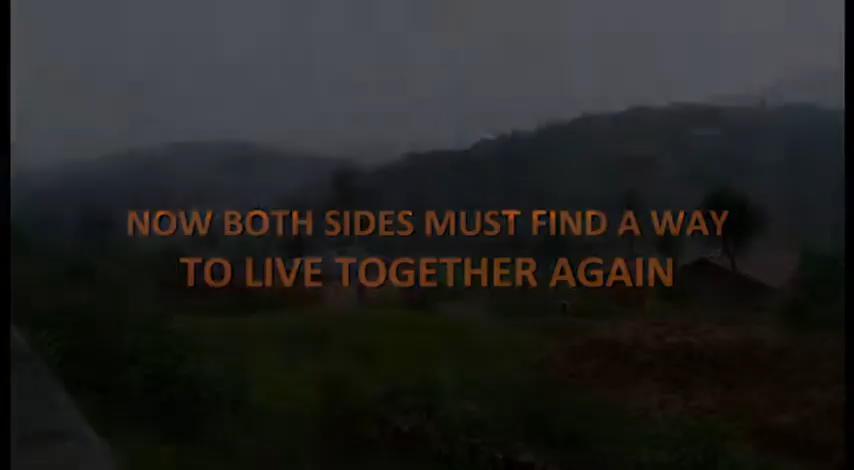 NOW BOTH SIDES MUST FIND A WAY
TO LIVE TOGETHER AGAIN